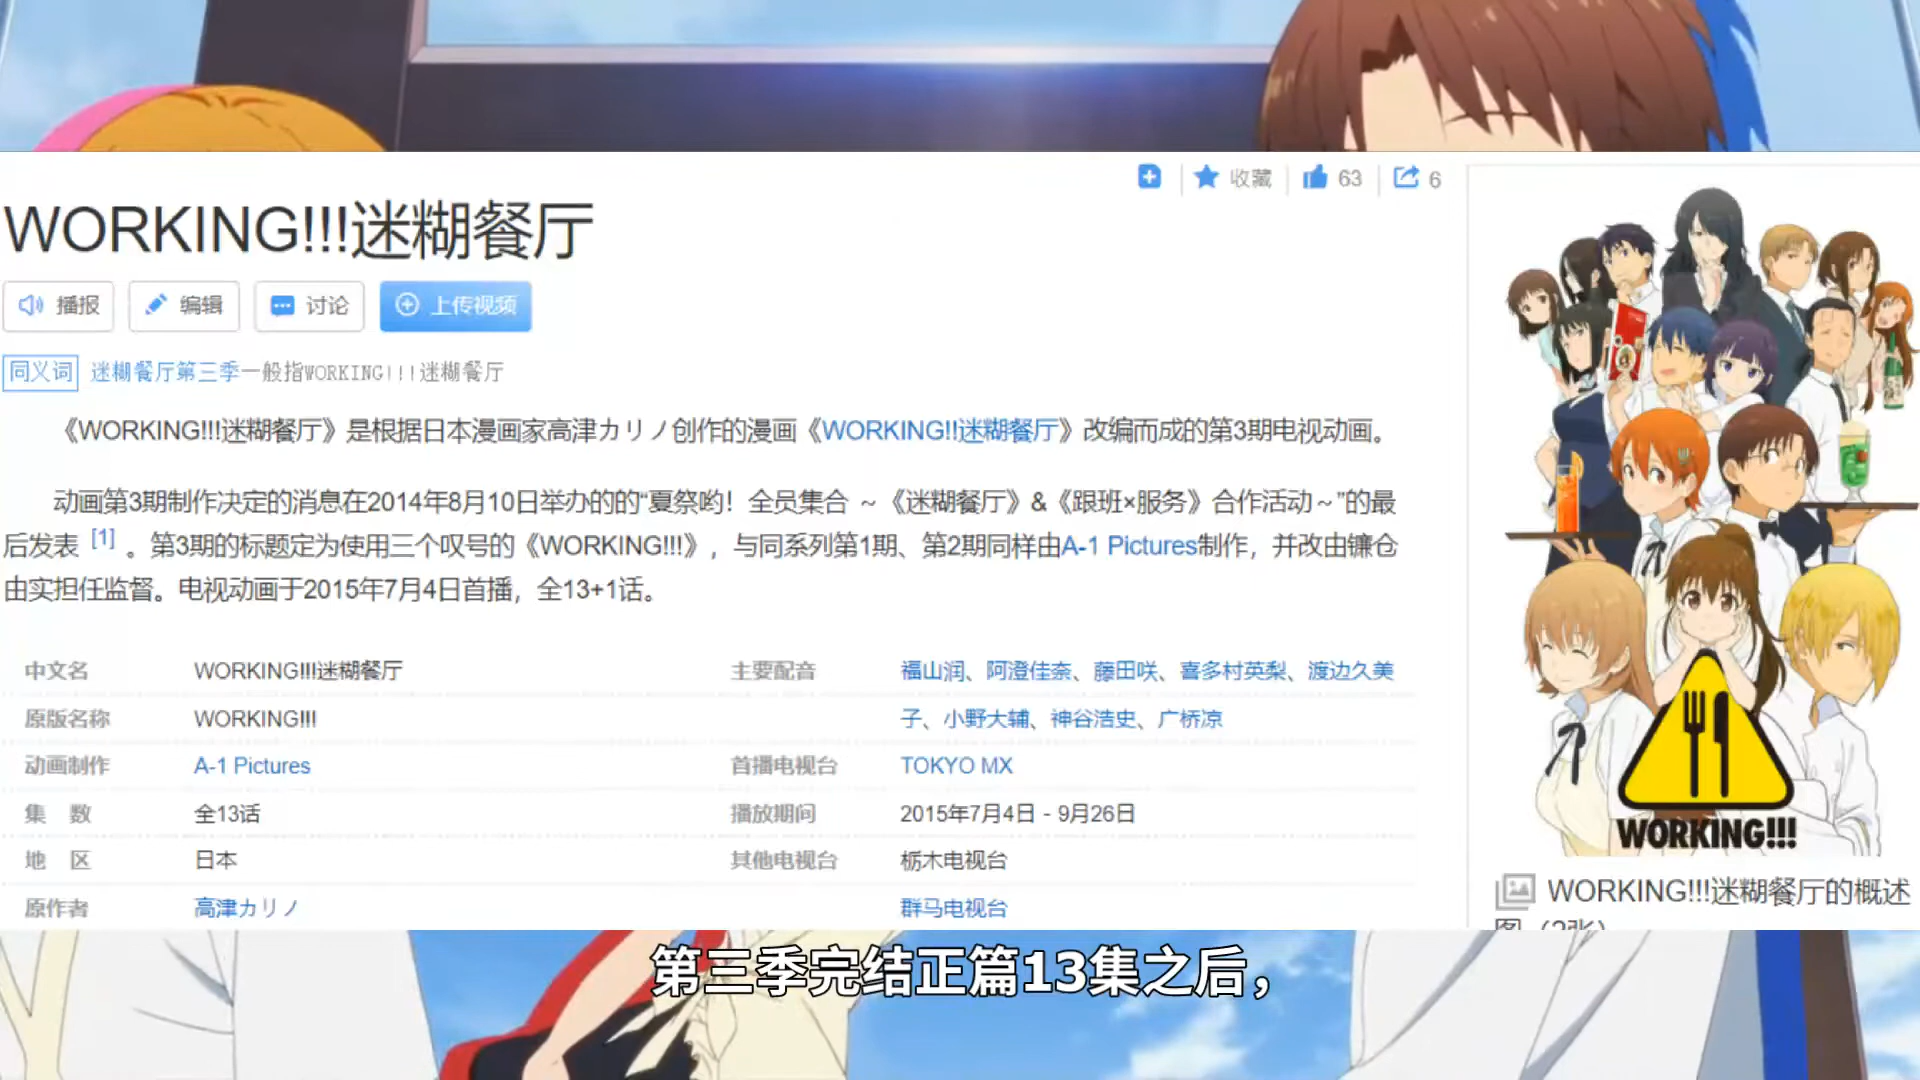 收藏 63 6
WORKING!!!迷糊餐厅
播报 编辑 讨论 上传视频
同义词 迷糊餐厅第三季一般指WORKING!!!迷糊餐厅
《WORKING!!!迷糊餐厅》是根据日本漫画家高津カリノ创作的漫画《WORKING!!迷糊餐厅》改编而成的第3期电视动画。
动画第3期制作决定的消息在2014年8月10日举办的的“夏祭哟！全员集合 ～《迷糊餐厅》&《跟班×服务》合作活动～”的最
后发表 [1] 。第3期的标题定为使用三个叹号的《WORKING!!!》，与同系列第1期、第2期同样由A-1 Pictures制作，并改由镰仓
由实担任监督。电视动画于2015年7月4日首播，全13+1话。
中文名 WORKING!!!迷糊餐厅 主要配音 福山润、阿澄佳奈、藤田咲、喜多村英梨、渡边久美
原版名称 WORKING!!! 子、小野大辅、神谷浩史、广桥凉
动画制作 A-1 Pictures 首播电视台 TOKYO MX
集 数 全13话 播放期间 2015年7月4日 - 9月26日
地 区 日本 其他电视台 栃木电视台
原作者 高津カリノ 群马电视台
WORKING!!!
WORKING!!!迷糊餐厅的概述
图（2张）
第三季完结正篇13集之后，